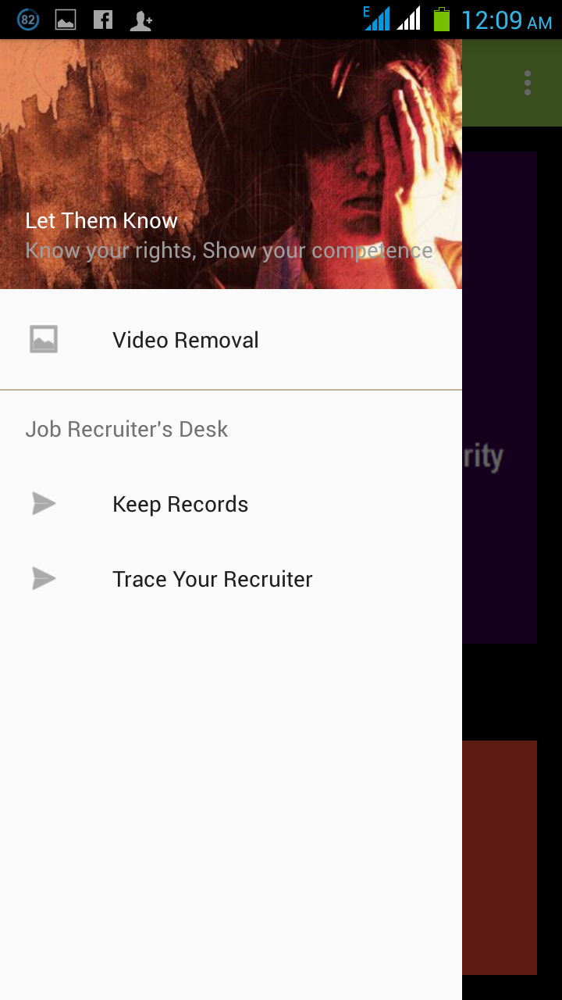 82
E
12:09 AM
Let Them Know
Know your rights, Show your competence
Video Removal
Job Recruiter's Desk
Keep Records
Trace Your Recruiter
rity